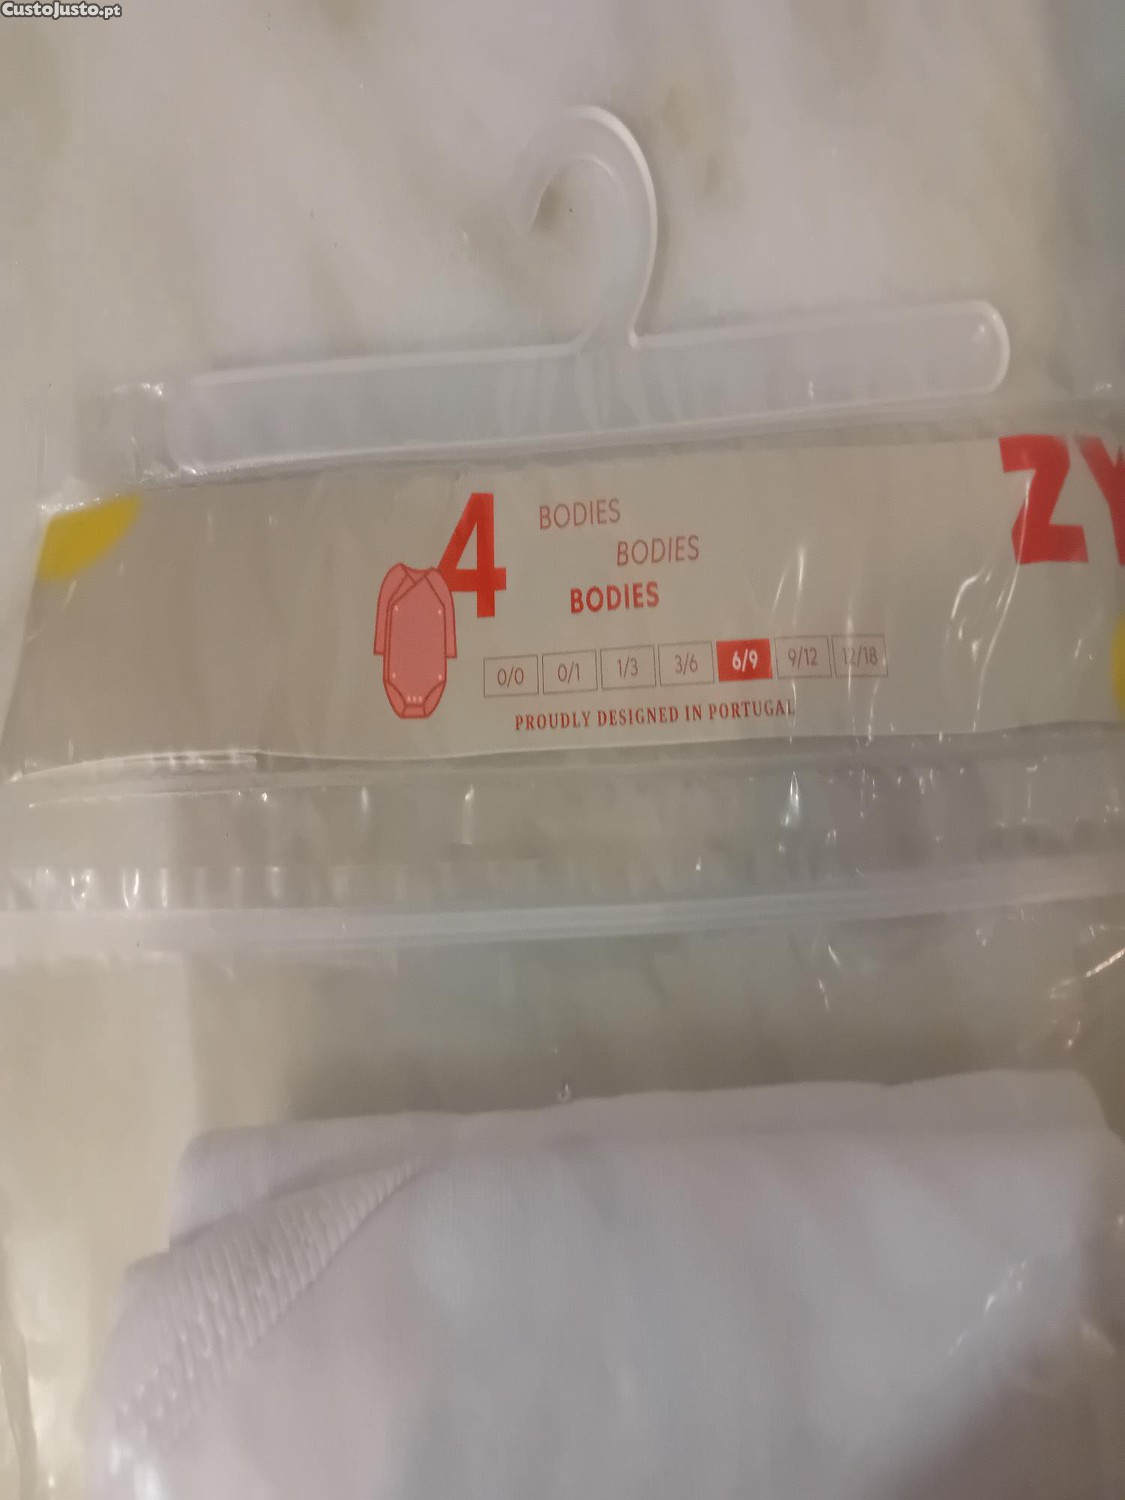 CustoJusto.pt
ZY
4
BODIES
BODIES
BODIES
0/0 0/1 1/3 3/6 6/9 9/12 12/18
PROUDLY DESIGNED IN PORTUGAL